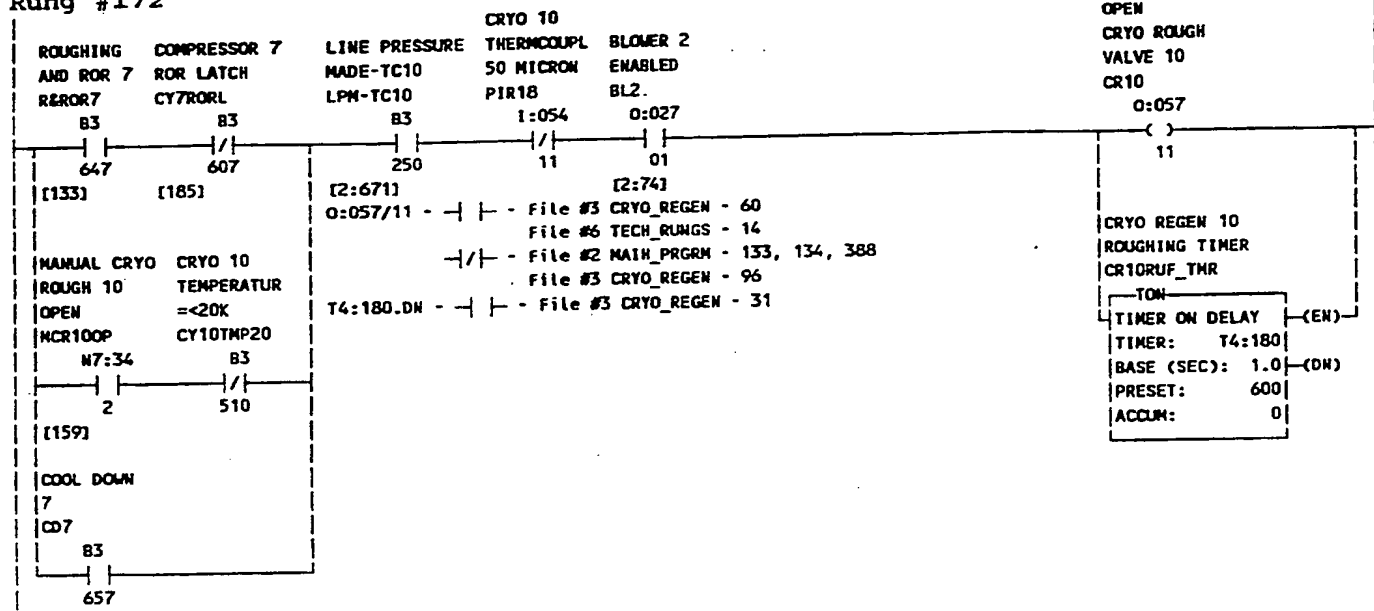 Rung #172
CRYO 10
ROUGHING COMPRESSOR 7 LINE PRESSURE THERMCOUPL BLOWER 2
AND ROR 7 ROR LATCH MADE-TC10 50 MICRON ENABLED
R&ROR7 CY7RORL LPM-TC10 PIR18 BL2.
B3 B3 B3 I:054 O:027
647 607 250 11 01
[133] [185] [2:671] [2:74]
OPEN
CRYO ROUGH
VALVE 10
CR10
O:057
11
O:057/11 - -| |- - File #3 CRYO_REGEN - 60
File #6 TECH_RUNGS - 14
-|/|- - File #2 MAIN_PRGRM - 133, 134, 388
File #3 CRYO_REGEN - 96
T4:180.DN - -| |- - File #3 CRYO_REGEN - 31
MANUAL CRYO CRYO 10
ROUGH 10 TEMPERATUR
OPEN =<20K
MCR10OP CY10TMP20
N7:34 B3
2 510
[159]
COOL DOWN
7
CD7
B3
657
CRYO REGEN 10
ROUGHING TIMER
CR10RUF_TMR
TON
TIMER ON DELAY (EN)
TIMER: T4:180
BASE (SEC): 1.0 (DN)
PRESET: 600
ACCUM: 0